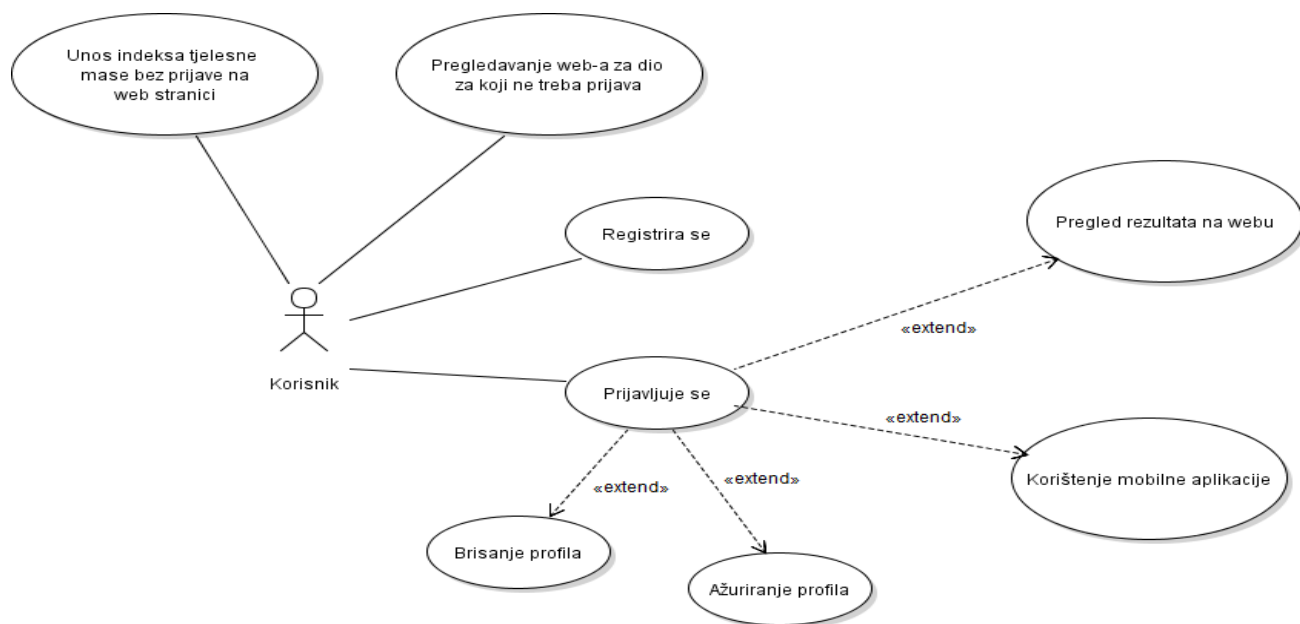 Unos indeksa tjelesne
mase bez prijave na
web stranici
Pregledavanje web-a za dio
za koji ne treba prijava
Registrira se
Pregled rezultata na webu
«extend»
Korisnik
Prijavljuje se
«extend»
Korištenje mobilne aplikacije
«extend»
«extend»
Brisanje profila
Ažuriranje profila